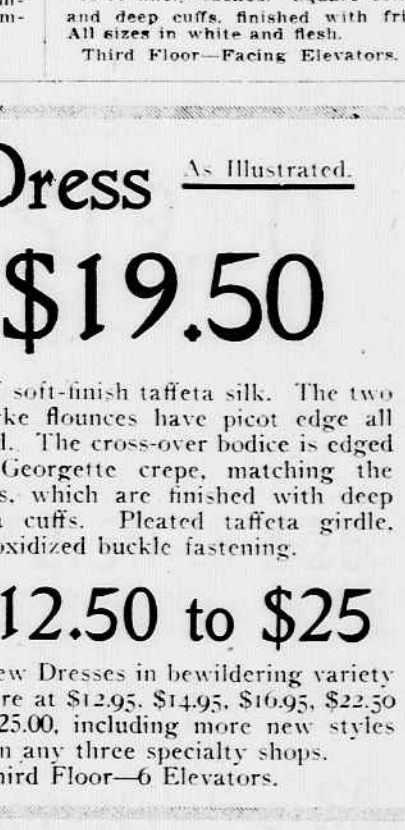 and deep cuffs, finished with fri
All sizes in white and flesh.
Third Floor—Facing Elevators.
Dress As Illustrated.
$19.50
soft-finish taffeta silk. The two
ke flounces have picot edge all
The cross-over bodice is edged
Georgette crepe, matching the
s, which are finished with deep
cuffs. Pleated taffeta girdle,
oxidized buckle fastening.
12.50 to $25
ew Dresses in bewildering variety
re at $12.95, $14.95, $16.95, $22.50
25.00, including more new styles
n any three specialty shops.
hird Floor—6 Elevators.